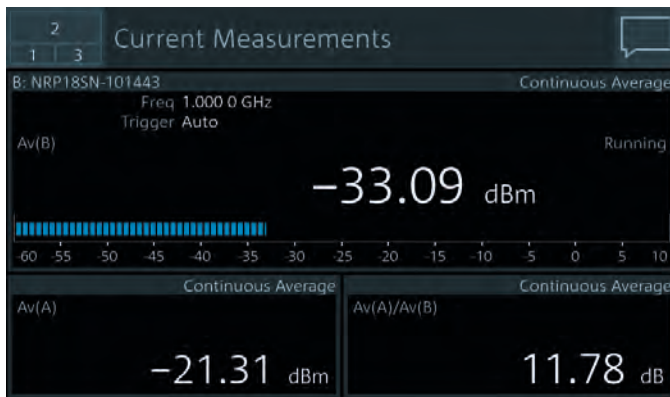 2
1 3
Current Measurements
B: NRP18SN-101443 Continuous Average
Freq 1.000 0 GHz
Trigger Auto
Av(B) Running
-33.09 dBm
-60 -55 -50 -45 -40 -35 -30 -25 -20 -15 -10 -5 0 5 10
Continuous Average
Av(A)
-21.31 dBm
Continuous Average
Av(A)/Av(B)
11.78 dB